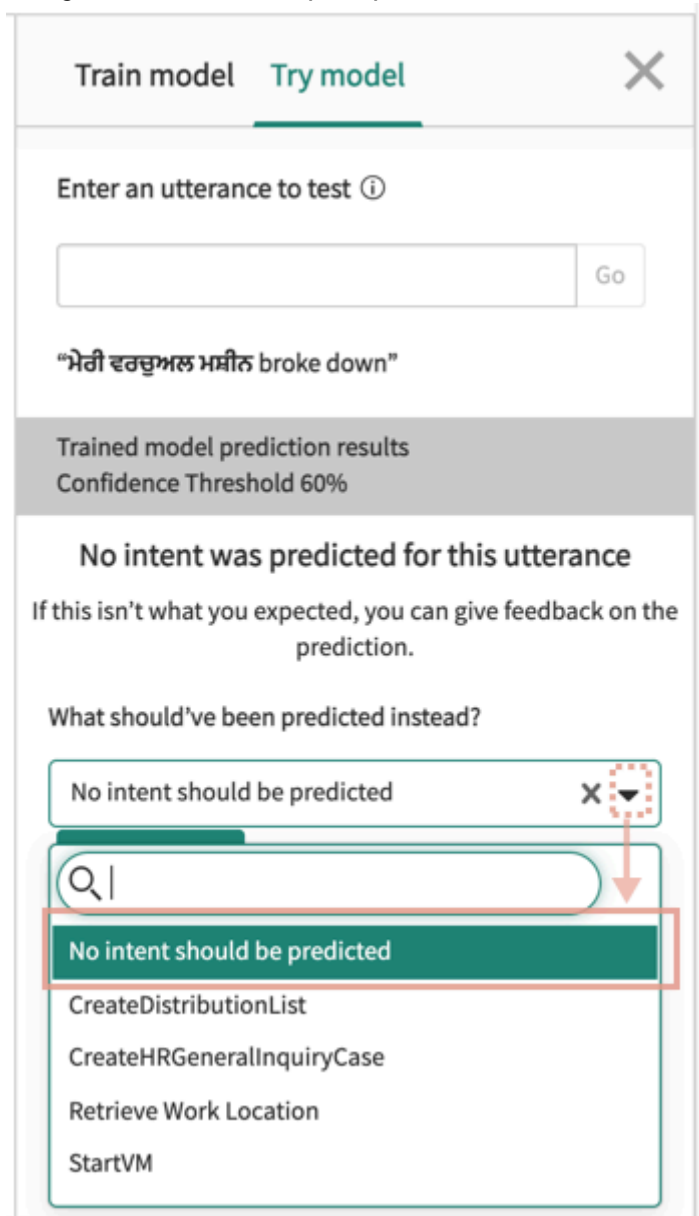 Train model Try model
Enter an utterance to test
Go
“ਮੇਰੀ ਵਰਚੁਅਲ ਮਸ਼ੀਨ broke down”
Trained model prediction results
Confidence Threshold 60%
No intent was predicted for this utterance
If this isn’t what you expected, you can give feedback on the
prediction.
What should’ve been predicted instead?
No intent should be predicted
No intent should be predicted
CreateDistributionList
CreateHRGeneralInquiryCase
Retrieve Work Location
StartVM